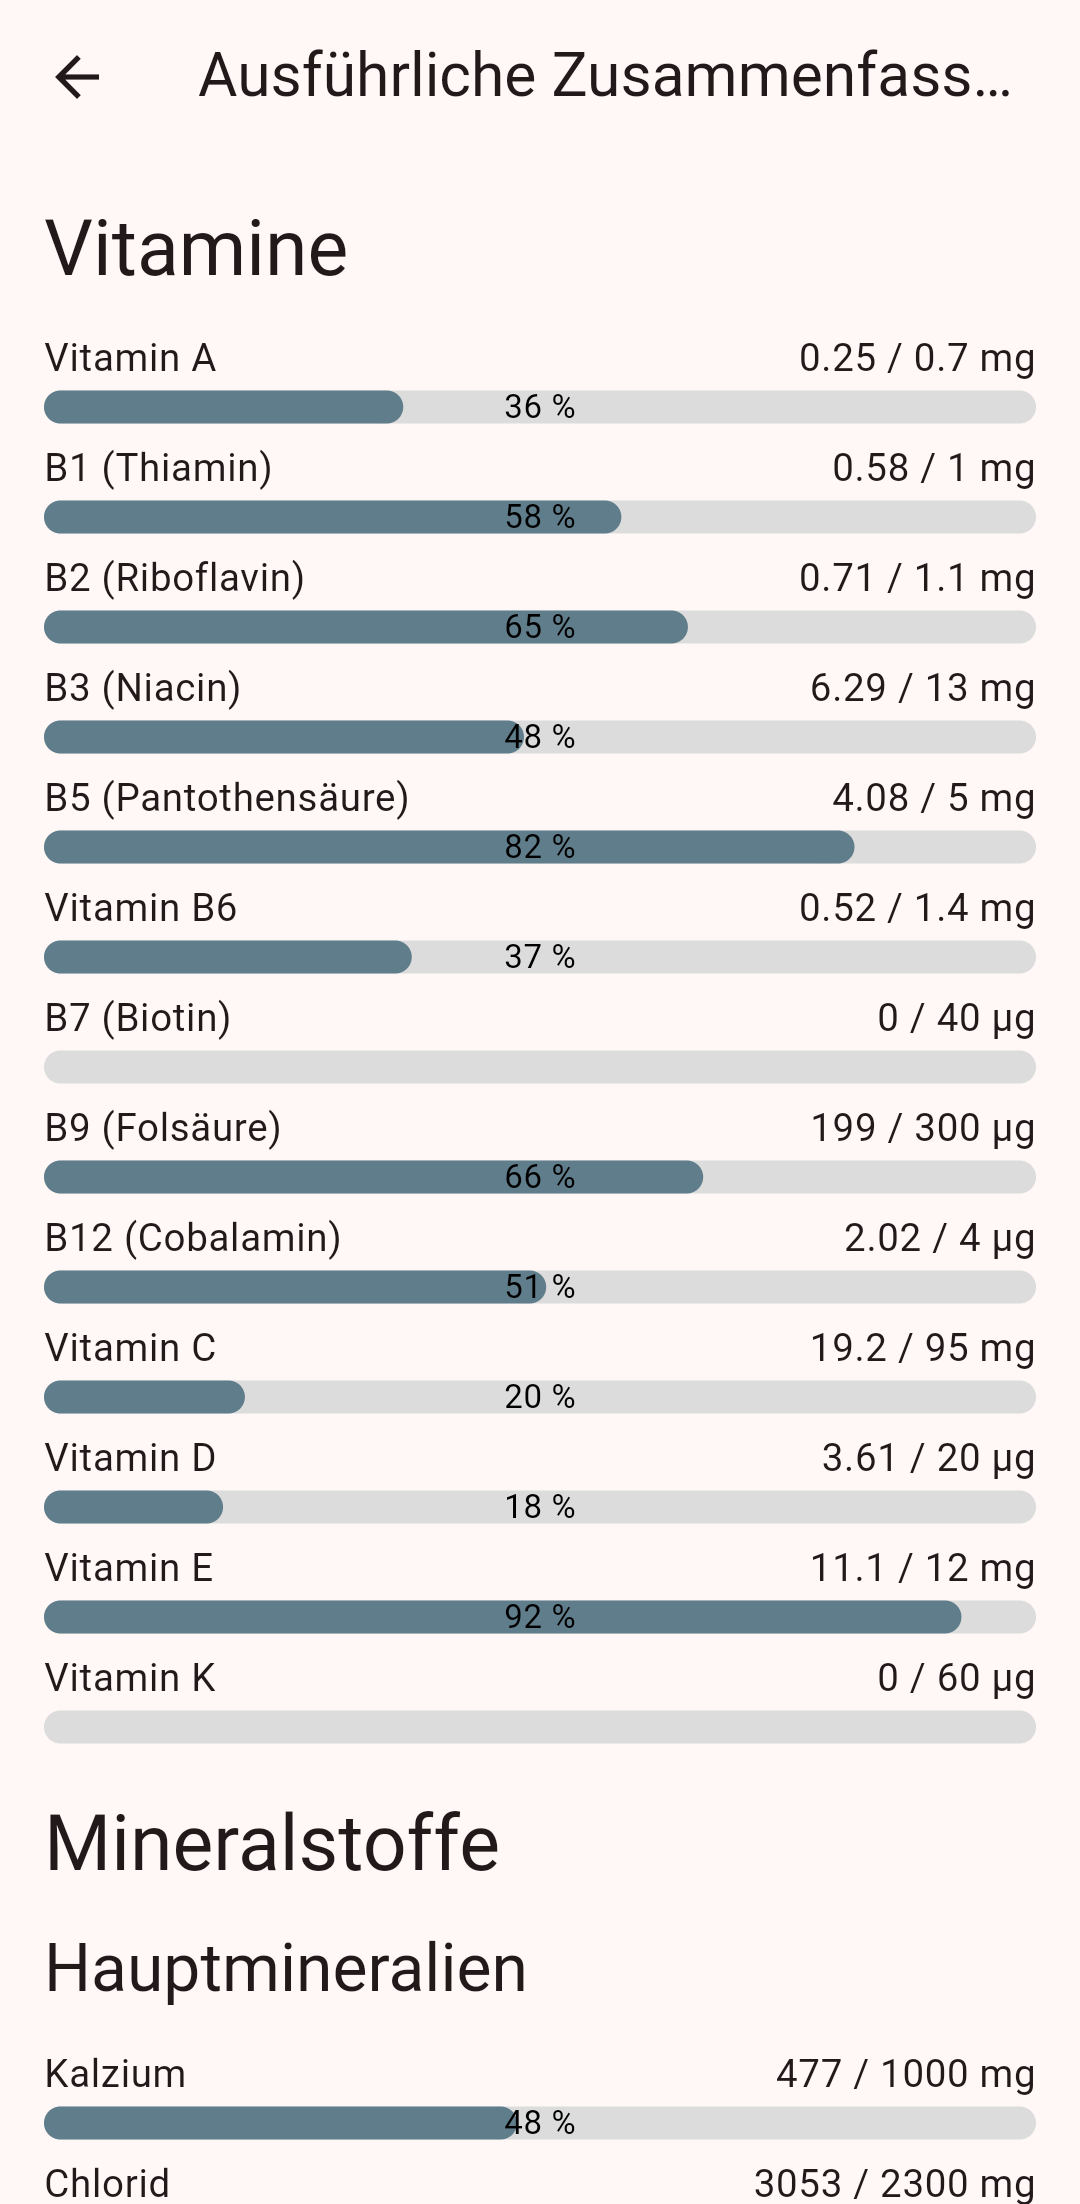 Ausführliche Zusammenfass...
Vitamine
Vitamin A 0.25 / 0.7 mg
36 %
B1 (Thiamin) 0.58 / 1 mg
58 %
B2 (Riboflavin) 0.71 / 1.1 mg
65 %
B3 (Niacin) 6.29 / 13 mg
48 %
B5 (Pantothensäure) 4.08 / 5 mg
82 %
Vitamin B6 0.52 / 1.4 mg
37 %
B7 (Biotin) 0 / 40 µg
B9 (Folsäure) 199 / 300 µg
66 %
B12 (Cobalamin) 2.02 / 4 µg
51 %
Vitamin C 19.2 / 95 mg
20 %
Vitamin D 3.61 / 20 µg
18 %
Vitamin E 11.1 / 12 mg
92 %
Vitamin K 0 / 60 µg
Mineralstoffe
Hauptmineralien
Kalzium 477 / 1000 mg
48 %
Chlorid 3053 / 2300 mg